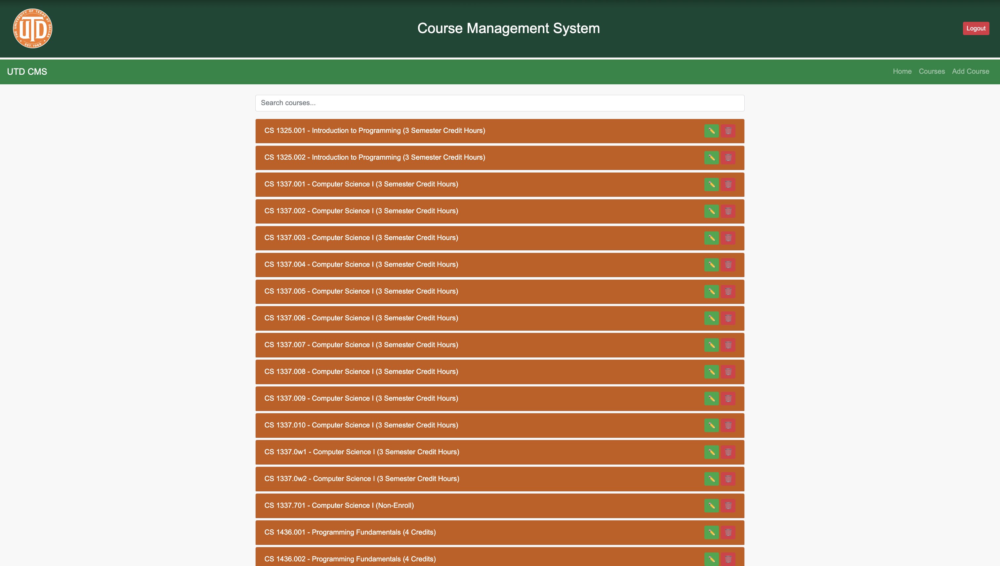 THE UNIVERSITY OF TEXAS AT DALLAS
UTD
EST. 1969
Course Management System
Logout
UTD CMS
Home Courses Add Course
Search courses...
CS 1325.001 - Introduction to Programming (3 Semester Credit Hours)
CS 1325.002 - Introduction to Programming (3 Semester Credit Hours)
CS 1337.001 - Computer Science I (3 Semester Credit Hours)
CS 1337.002 - Computer Science I (3 Semester Credit Hours)
CS 1337.003 - Computer Science I (3 Semester Credit Hours)
CS 1337.004 - Computer Science I (3 Semester Credit Hours)
CS 1337.005 - Computer Science I (3 Semester Credit Hours)
CS 1337.006 - Computer Science I (3 Semester Credit Hours)
CS 1337.007 - Computer Science I (3 Semester Credit Hours)
CS 1337.008 - Computer Science I (3 Semester Credit Hours)
CS 1337.009 - Computer Science I (3 Semester Credit Hours)
CS 1337.010 - Computer Science I (3 Semester Credit Hours)
CS 1337.0w1 - Computer Science I (3 Semester Credit Hours)
CS 1337.0w2 - Computer Science I (3 Semester Credit Hours)
CS 1337.701 - Computer Science I (Non-Enroll)
CS 1436.001 - Programming Fundamentals (4 Credits)
CS 1436.002 - Programming Fundamentals (4 Credits)